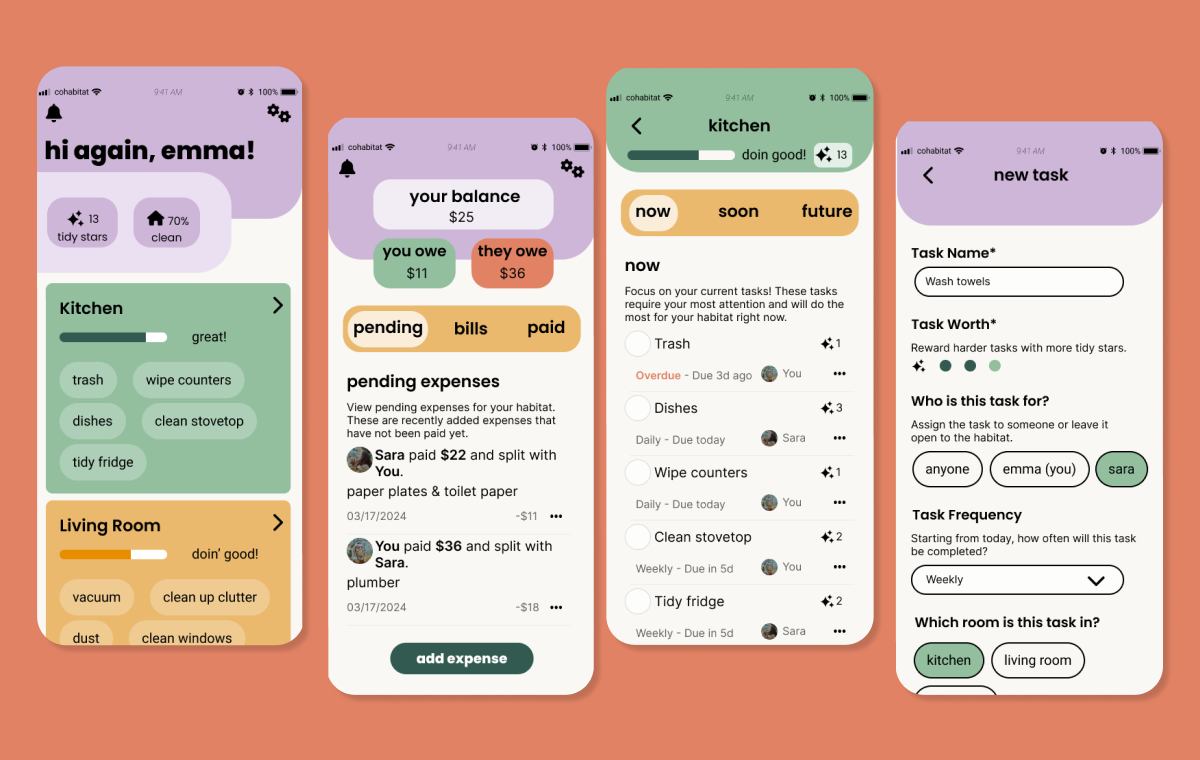 cohabitat 9:41 AM 100%
hi again, emma!
13
tidy stars
70%
clean
Kitchen
great!
trash
wipe counters
dishes
clean stovetop
tidy fridge
Living Room
doin' good!
vacuum
clean up clutter
dust
clean windows
cohabitat 9:41 AM 100%
your balance
$25
you owe
$11
they owe
$36
pending bills paid
pending expenses
View pending expenses for your habitat.
These are recently added expenses that
have not been paid yet.
Sara paid $22 and split with
You.
paper plates & toilet paper
03/17/2024 -$11
You paid $36 and split with
Sara.
plumber
03/17/2024 -$18
add expense
cohabitat 9:41 AM 100%
kitchen
doin good! 13
now soon future
now
Focus on your current tasks! These tasks
require your most attention and will do the
most for your habitat right now.
Trash 1
Overdue - Due 3d ago You
Dishes 3
Daily - Due today Sara
Wipe counters 1
Daily - Due today You
Clean stovetop 2
Weekly - Due in 5d You
Tidy fridge 2
Weekly - Due in 5d Sara
cohabitat 9:41 AM 100%
new task
Task Name*
Wash towels
Task Worth*
Reward harder tasks with more tidy stars.
Who is this task for?
Assign the task to someone or leave it
open to the habitat.
anyone emma (you) sara
Task Frequency
Starting from today, how often will this task
be completed?
Weekly
Which room is this task in?
kitchen living room